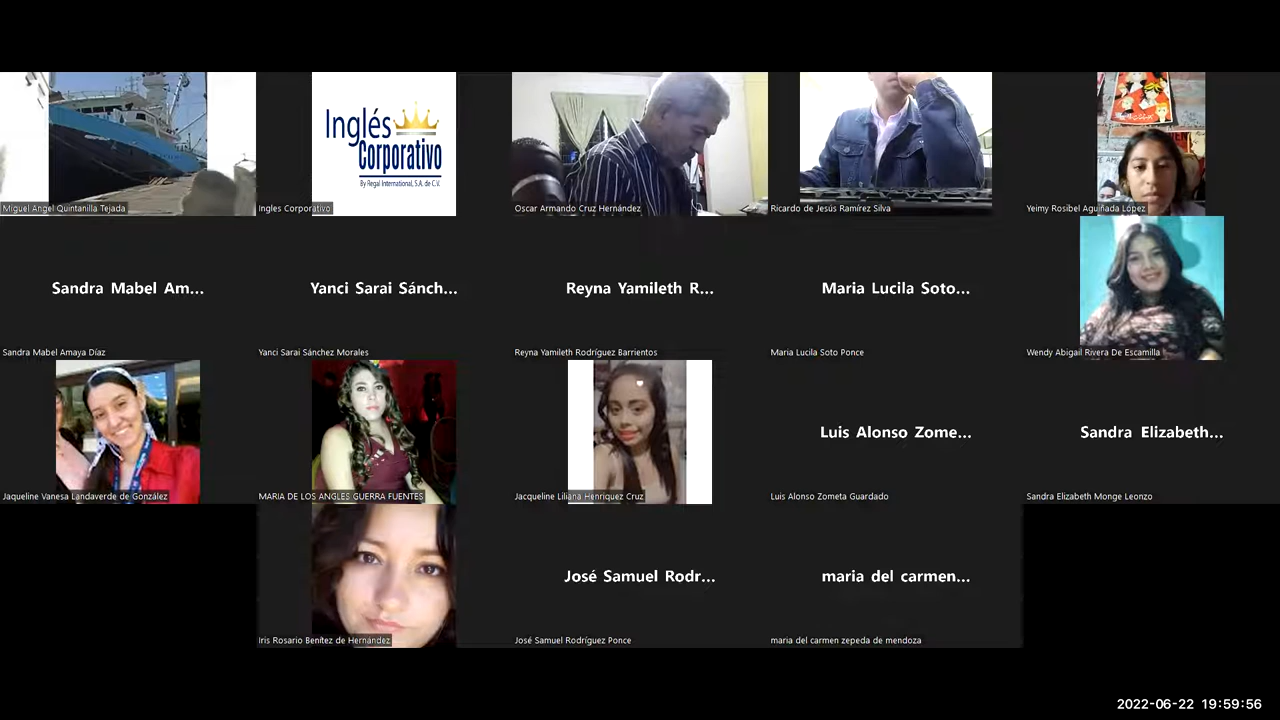 Inglés
Corporativo
By Regal International, S.A. de C.V.
Miguel Angel Quintanilla Tejada
Ingles Corporativo
Oscar Armando Cruz Hernández
Ricardo de Jesús Ramírez Silva
Yeimy Rosibel Aguiñada López
Sandra Mabel Am...
Yanci Sarai Sánch...
Reyna Yamileth R...
Maria Lucila Soto...
Sandra Mabel Amaya Díaz
Yanci Sarai Sánchez Morales
Reyna Yamileth Rodríguez Barrientos
Maria Lucila Soto Ponce
Wendy Abigail Rivera De Escamilla
Luis Alonso Zome...
Sandra Elizabeth...
Jaqueline Vanesa Landaverde de González
MARIA DE LOS ANGLES GUERRA FUENTES
Jacqueline Liliana Henriquez Cruz
Luis Alonso Zometa Guardado
Sandra Elizabeth Monge Leonzo
José Samuel Rodr...
maria del carmen...
Iris Rosario Benítez de Hernández
José Samuel Rodríguez Ponce
maria del carmen zepeda de mendoza
2022-06-22 19:59:56